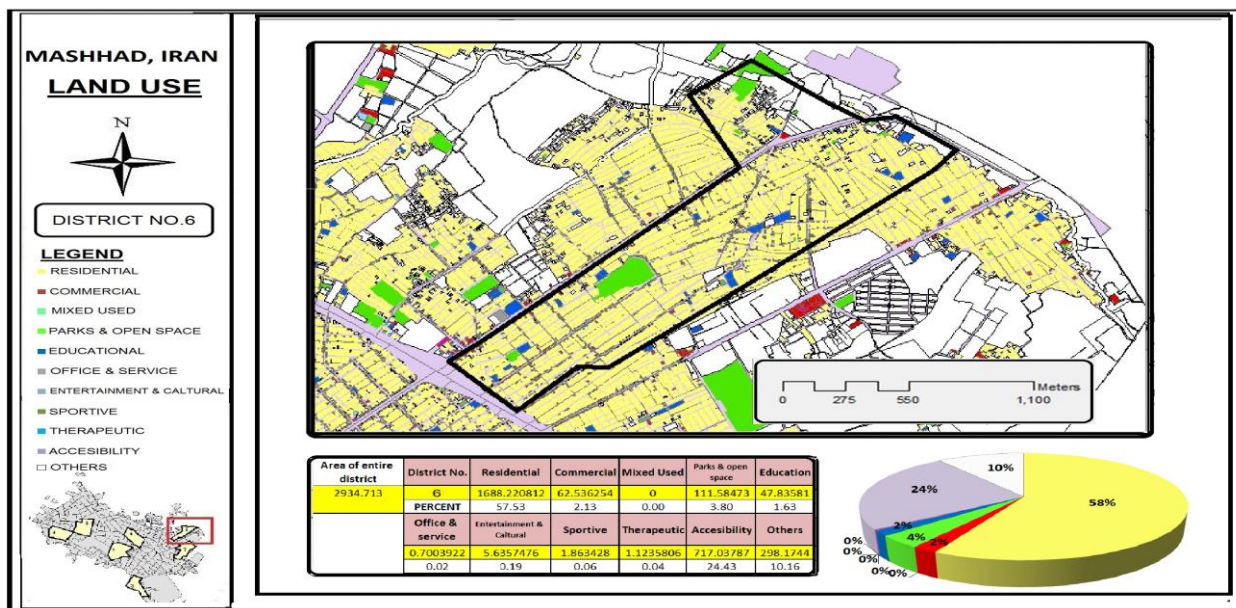 MASHHAD, IRAN
LAND USE
N
DISTRICT NO.6
LEGEND
RESIDENTIAL
COMMERCIAL
MIXED USED
PARKS & OPEN SPACE
EDUCATIONAL
OFFICE & SERVICE
ENTERTAINMENT & CALTURAL
SPORTIVE
THERAPEUTIC
ACCESIBILITY
OTHERS
Meters
0 275 550 1,100
Area of entire district District No. Residential Commercial Mixed Used Parks & open space Education
2934.713 6 1688.220812 62.536254 0 111.58473 47.83581
PERCENT 57.53 2.13 0.00 3.80 1.63
Office & service Entertainment & Caltural Sportive Therapeutic Accesibility Others
0.7003922 5.6357476 1.863428 1.1235806 717.03787 298.1744
0.02 0.19 0.06 0.04 24.43 10.16
10%
24%
58%
2%
4%
2%
0%
0%
0%
0%
0%